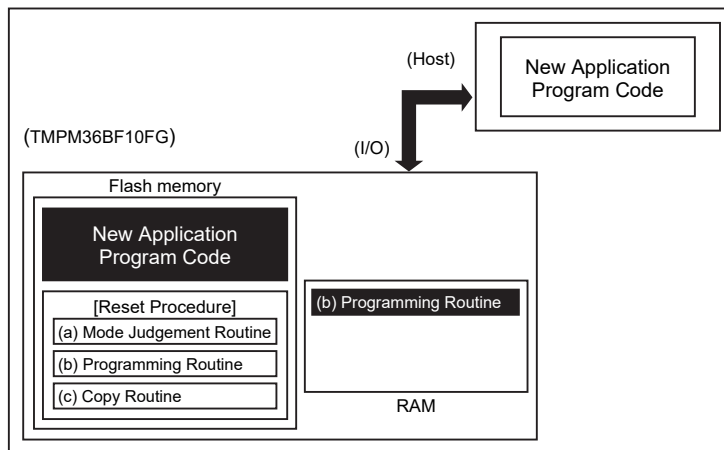 (Host)
New Application
Program Code
(TMPM36BF10FG)
(I/O)
Flash memory
New Application
Program Code
[Reset Procedure]
(a) Mode Judgement Routine
(b) Programming Routine
(c) Copy Routine
(b) Programming Routine
RAM